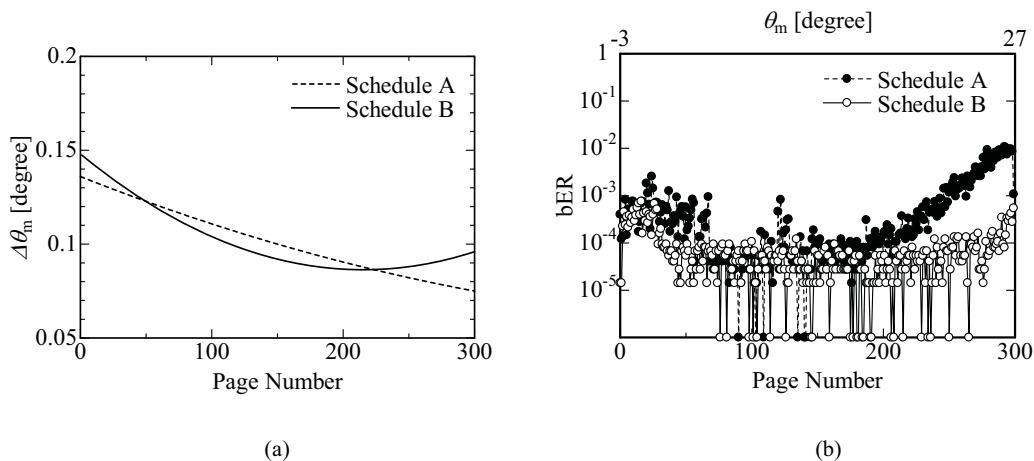 0.2
0.15
0.1
0.05
Δθm [degree]
Schedule A
Schedule B
0
100
200
300
Page Number
(a)
θm [degree]
-3
27
1
10-1
10-2
10-3
10-4
10-5
bER
Schedule A
Schedule B
0
100
200
300
Page Number
(b)